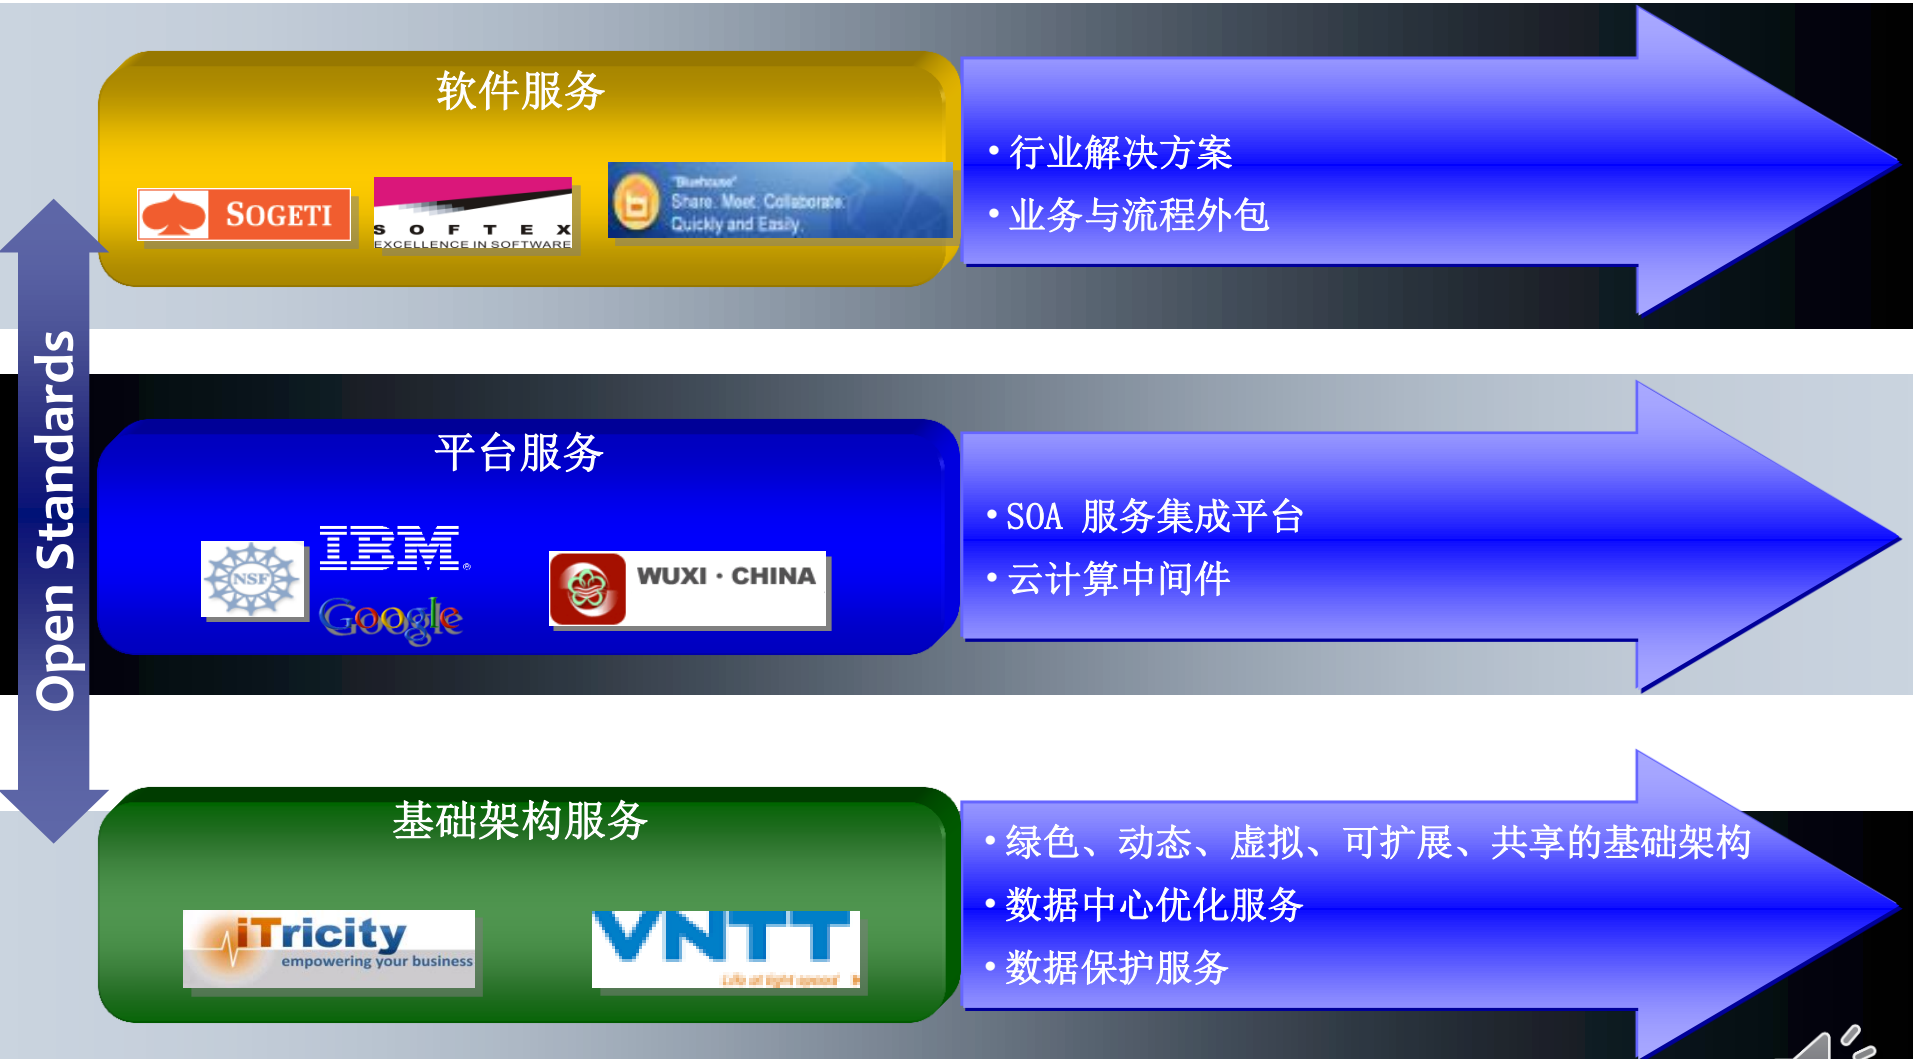 软件服务
SOGETI
SOFTEX
EXCELLENCE IN SOFTWARE
"Bluehouse"
Share. Meet. Collaborate.
Quickly and Easily.
• 行业解决方案
• 业务与流程外包
Open Standards
平台服务
NSF
IBM®
Google
WUXI · CHINA
• SOA 服务集成平台
• 云计算中间件
基础架构服务
iTricity
empowering your business
VNTT
• 绿色、动态、虚拟、可扩展、共享的基础架构
• 数据中心优化服务
• 数据保护服务